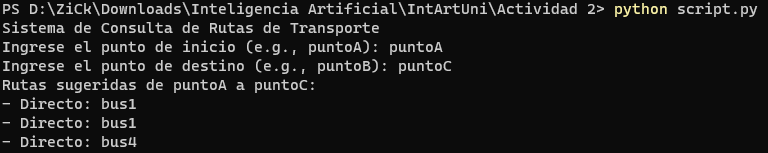 PS D:\ZiCk\Downloads\Inteligencia Artificial\IntArtUni\Actividad 2> python script.py
Sistema de Consulta de Rutas de Transporte
Ingrese el punto de inicio (e.g., puntoA): puntoA
Ingrese el punto de destino (e.g., puntoB): puntoC
Rutas sugeridas de puntoA a puntoC:
- Directo: bus1
- Directo: bus1
- Directo: bus4